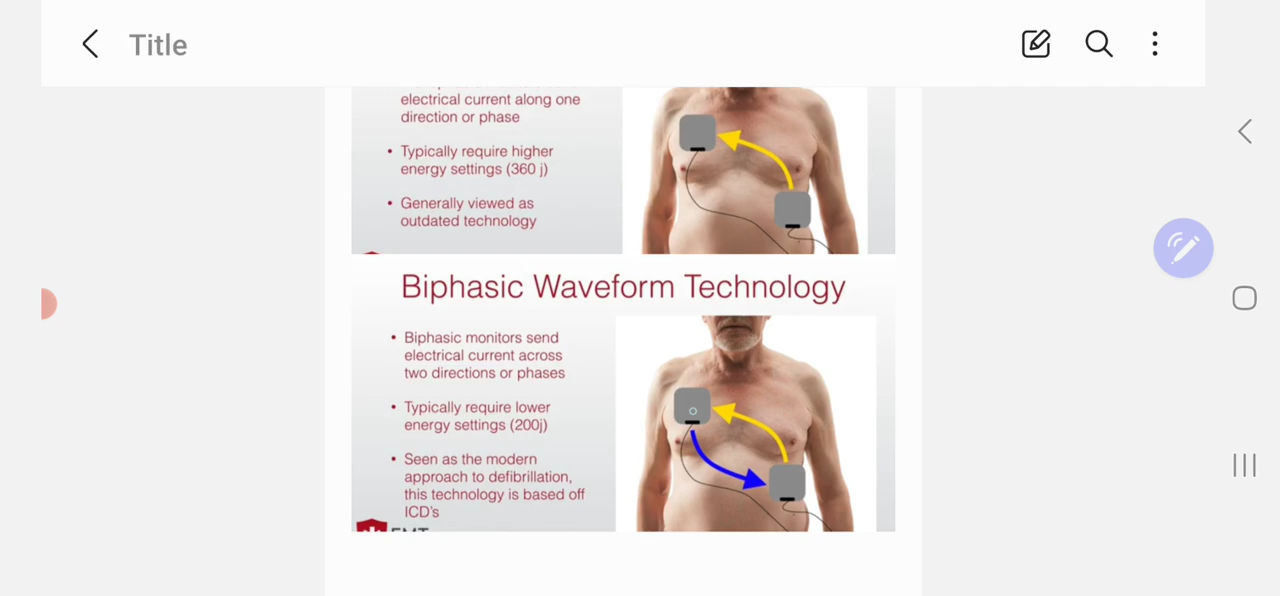 Title
electrical current along one
direction or phase
• Typically require higher
energy settings (360 j)
• Generally viewed as
outdated technology
Biphasic Waveform Technology
• Biphasic monitors send
electrical current across
two directions or phases
• Typically require lower
energy settings (200j)
• Seen as the modern
approach to defibrillation,
this technology is based off
ICD's